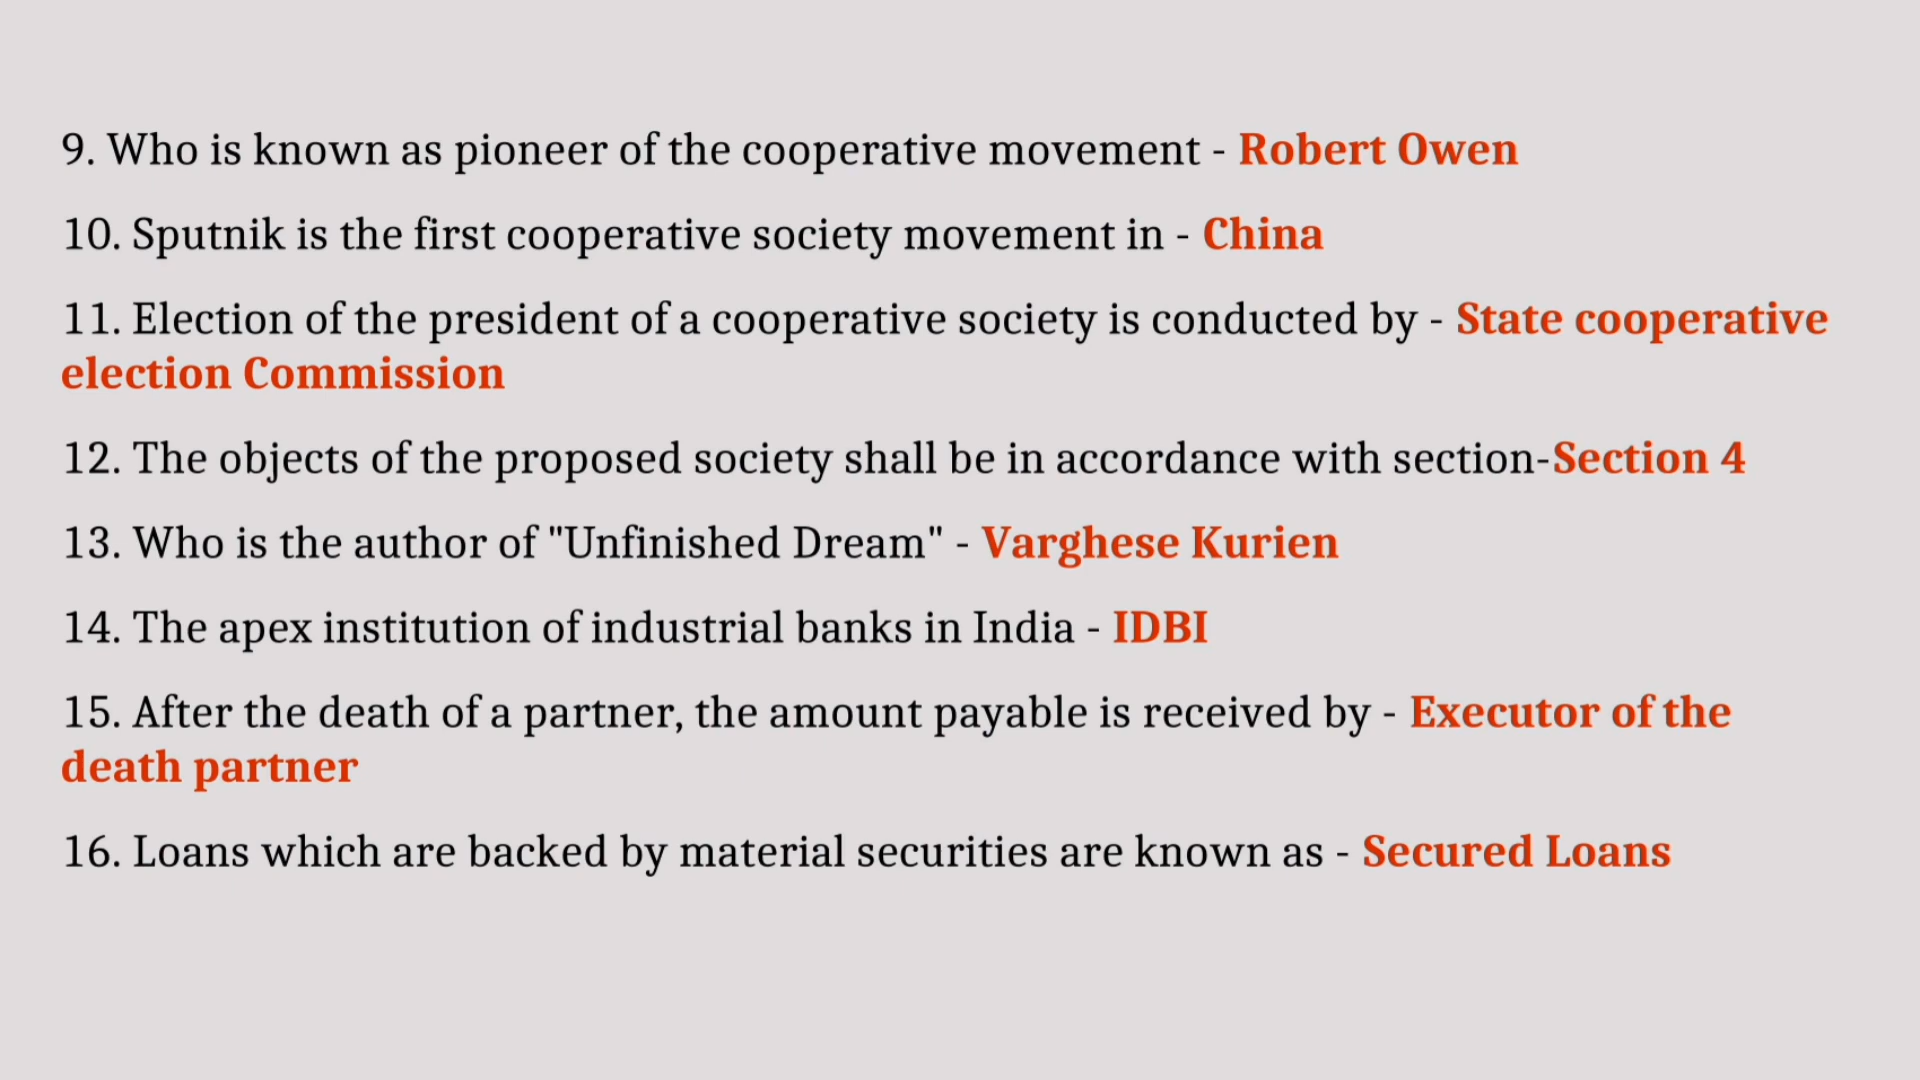 9. Who is known as pioneer of the cooperative movement - Robert Owen
10. Sputnik is the first cooperative society movement in - China
11. Election of the president of a cooperative society is conducted by - State cooperative
election Commission
12. The objects of the proposed society shall be in accordance with section-Section 4
13. Who is the author of "Unfinished Dream" - Varghese Kurien
14. The apex institution of industrial banks in India - IDBI
15. After the death of a partner, the amount payable is received by - Executor of the
death partner
16. Loans which are backed by material securities are known as - Secured Loans